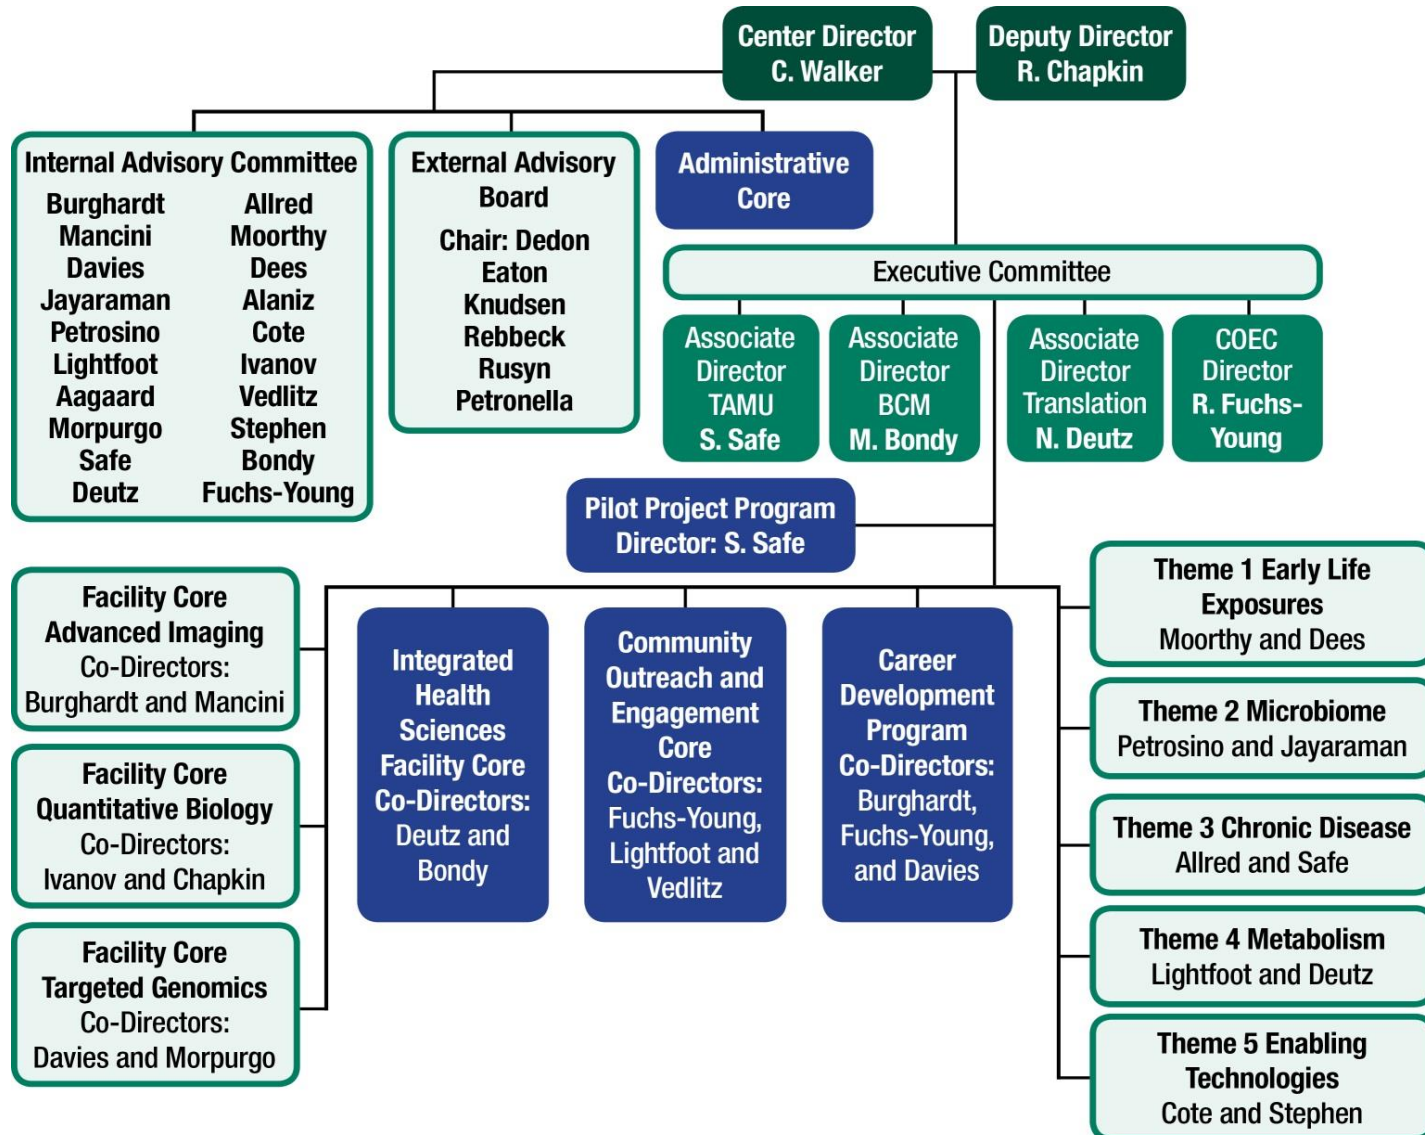 Center Director
C. Walker
Deputy Director
R. Chapkin
Internal Advisory Committee
Burghardt
Mancini
Davies
Jayaraman
Petrosino
Lightfoot
Aagaard
Morpurgo
Safe
Deutz
Allred
Moorthy
Dees
Alaniz
Cote
Ivanov
Vedlitz
Stephen
Bondy
Fuchs-Young
External Advisory
Board
Chair: Dedon
Eaton
Knudsen
Rebbeck
Rusyn
Petronella
Administrative
Core
Executive Committee
Associate
Director
TAMU
S. Safe
Associate
Director
BCM
M. Bondy
Associate
Director
Translation
N. Deutz
COEC
Director
R. Fuchs-
Young
Pilot Project Program
Director: S. Safe
Facility Core
Advanced Imaging
Co-Directors:
Burghardt and Mancini
Facility Core
Quantitative Biology
Co-Directors:
Ivanov and Chapkin
Facility Core
Targeted Genomics
Co-Directors:
Davies and Morpurgo
Integrated
Health
Sciences
Facility Core
Co-Directors:
Deutz and
Bondy
Community
Outreach and
Engagement
Core
Co-Directors:
Fuchs-Young,
Lightfoot and
Vedlitz
Career
Development
Program
Co-Directors:
Burghardt,
Fuchs-Young,
and Davies
Theme 1 Early Life
Exposures
Moorthy and Dees
Theme 2 Microbiome
Petrosino and Jayaraman
Theme 3 Chronic Disease
Allred and Safe
Theme 4 Metabolism
Lightfoot and Deutz
Theme 5 Enabling
Technologies
Cote and Stephen